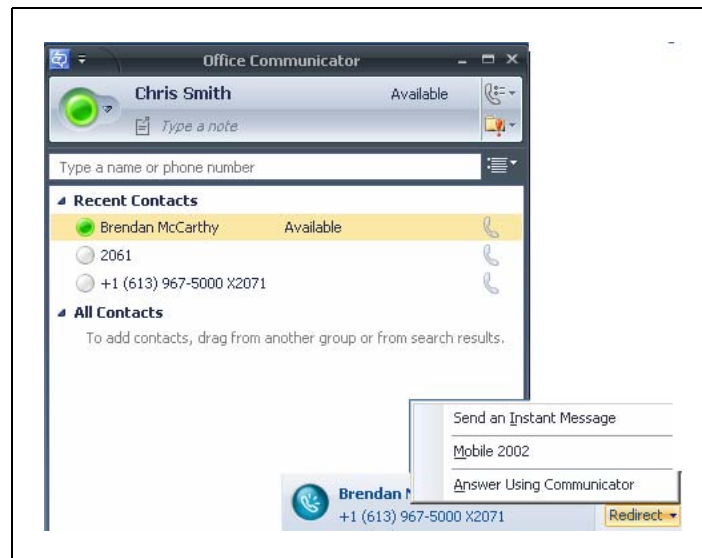 Office Communicator
Chris Smith Available
Type a note
Type a name or phone number
Recent Contacts
Brendan McCarthy Available
2061
+1 (613) 967-5000 X2071
All Contacts
To add contacts, drag from another group or from search results.
Send an Instant Message
Mobile 2002
Answer Using Communicator
Brendan
+1 (613) 967-5000 X2071
Redirect